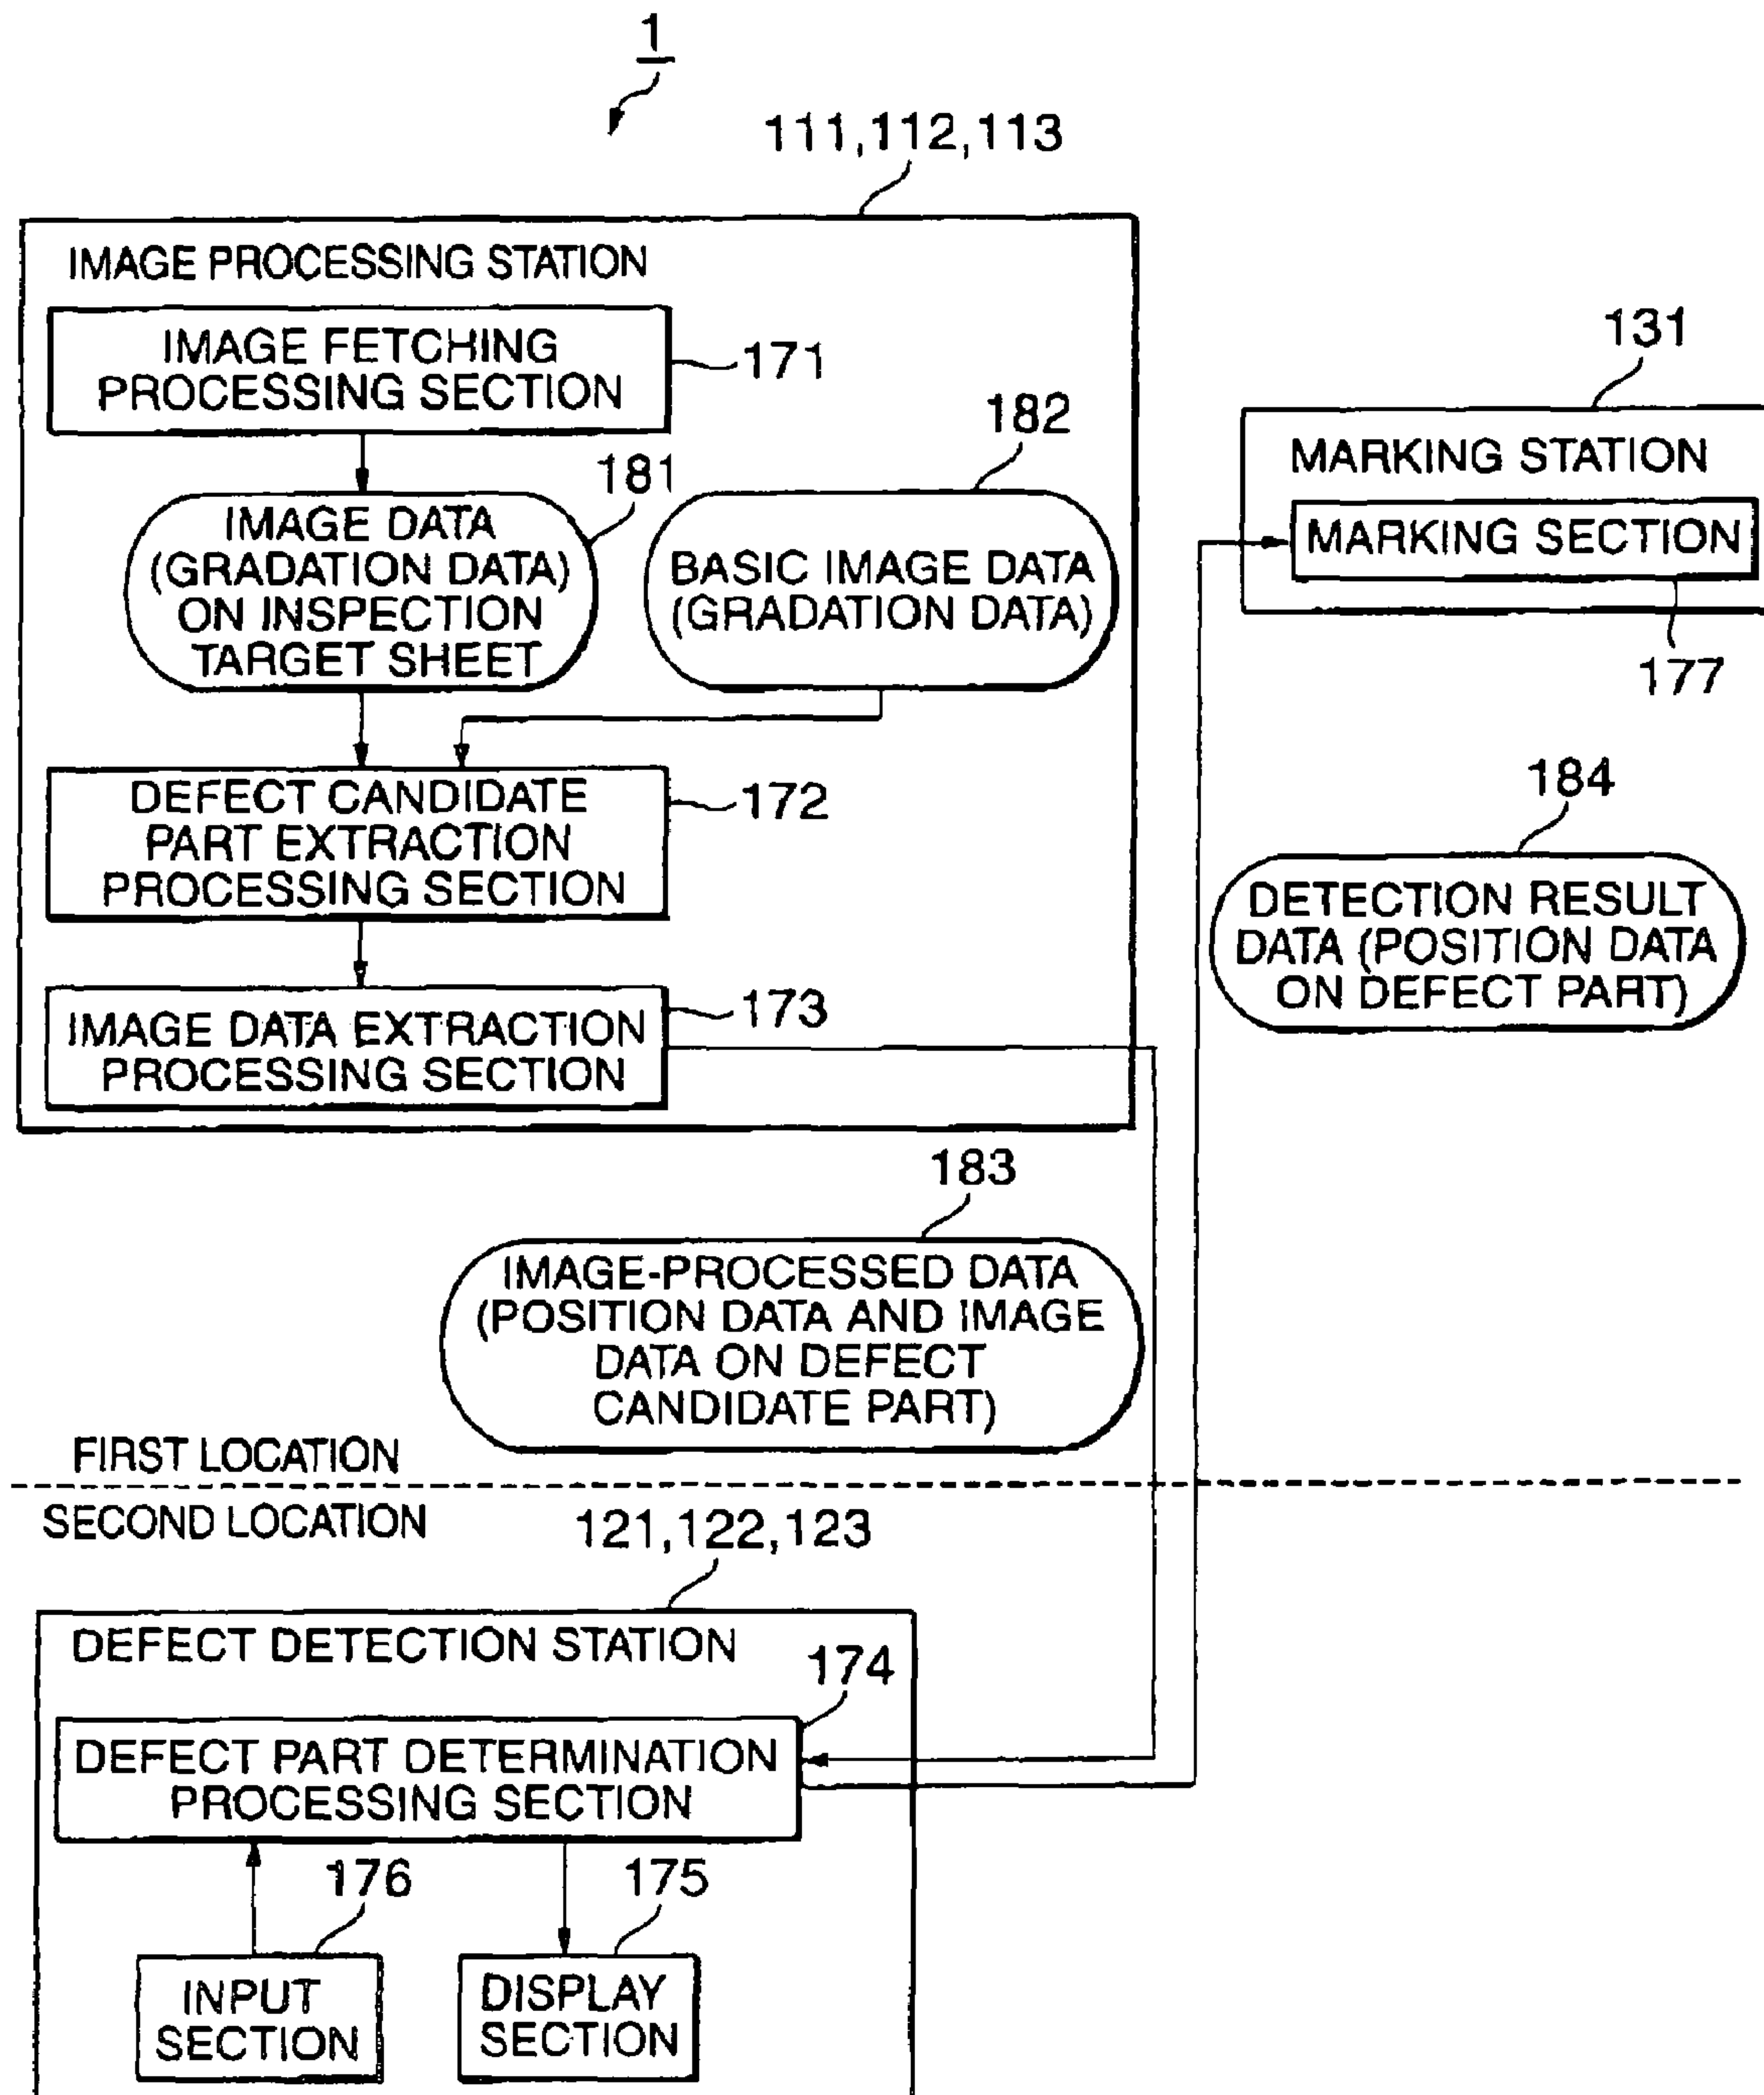 1
111,112,113
IMAGE PROCESSING STATION
IMAGE FETCHING
PROCESSING SECTION
171
181
IMAGE DATA
(GRADATION DATA)
ON INSPECTION
TARGET SHEET
182
BASIC IMAGE DATA
(GRADATION DATA)
DEFECT CANDIDATE
PART EXTRACTION
PROCESSING SECTION
172
IMAGE DATA EXTRACTION
PROCESSING SECTION
173
131
MARKING STATION
MARKING SECTION
177
184
DETECTION RESULT
DATA (POSITION DATA
ON DEFECT PART)
183
IMAGE-PROCESSED DATA
(POSITION DATA AND IMAGE
DATA ON DEFECT
CANDIDATE PART)
FIRST LOCATION
SECOND LOCATION
121,122,123
DEFECT DETECTION STATION
174
DEFECT PART DETERMINATION
PROCESSING SECTION
176
175
INPUT
SECTION
DISPLAY
SECTION